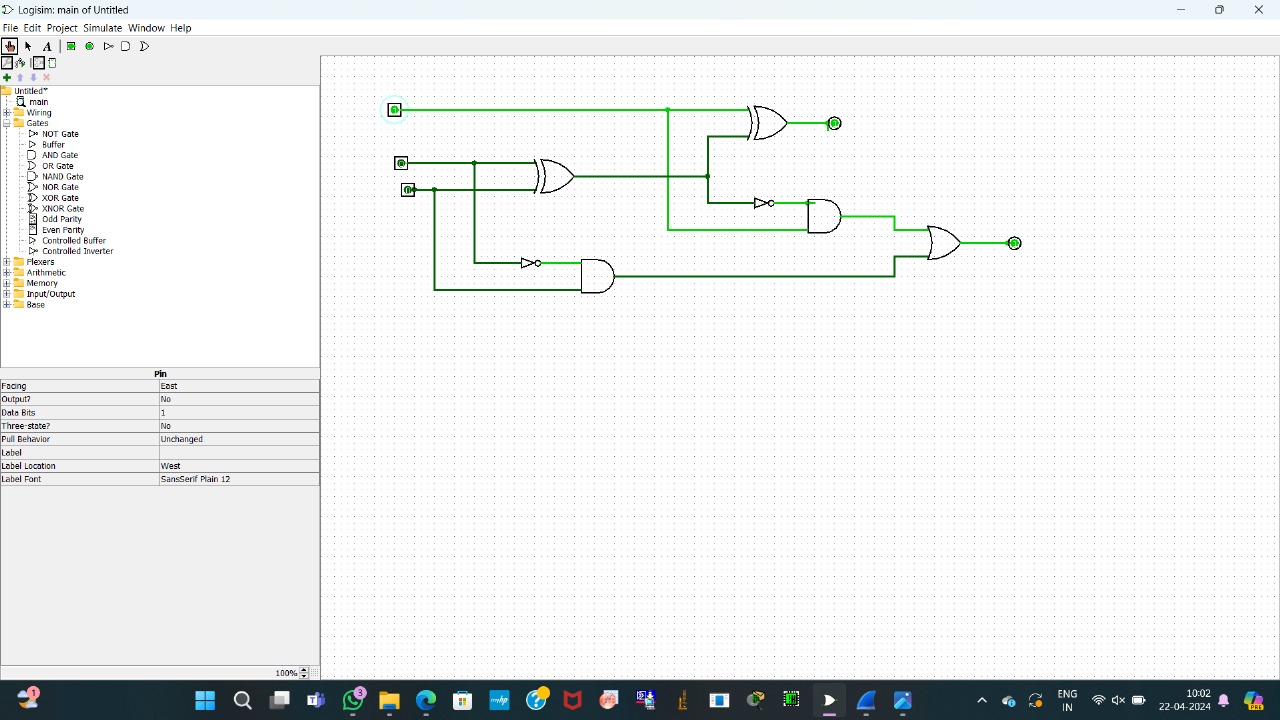 Logisim: main of Untitled
File Edit Project Simulate Window Help
A
Untitled*
main
Wiring
Gates
NOT Gate
Buffer
AND Gate
OR Gate
NAND Gate
NOR Gate
XOR Gate
XNOR Gate
Odd Parity
Even Parity
Controlled Buffer
Controlled Inverter
Plexers
Arithmetic
Memory
Input/Output
Base
Pin
Facing East
Output? No
Data Bits 1
Three-state? No
Pull Behavior Unchanged
Label
Label Location West
Label Font SansSerif Plain 12
100%
1
3
ENG
IN
10:02
22-04-2024
PRE